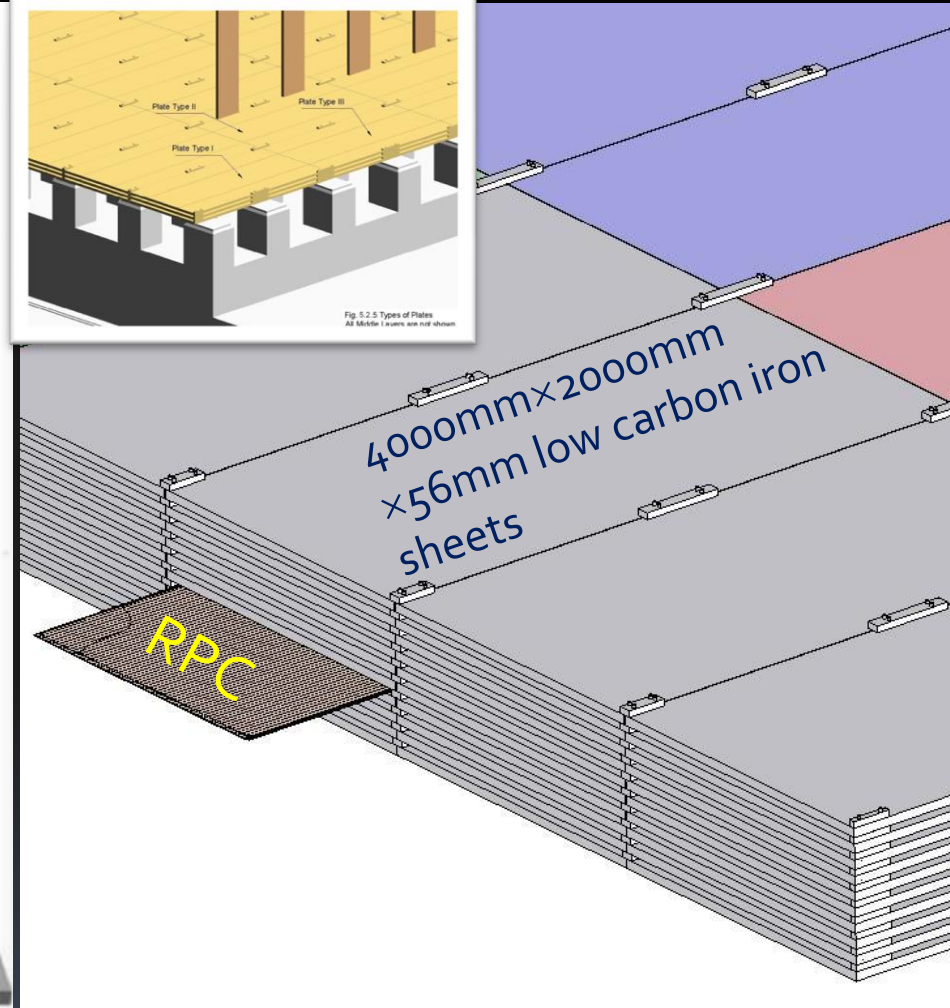 Plate Type II
Plate Type III
Plate Type I
Fig. 5.2.5 Types of Plates
All Middle Layers are not shown
4000mm×2000mm
×56mm low carbon iron
sheets
RPC